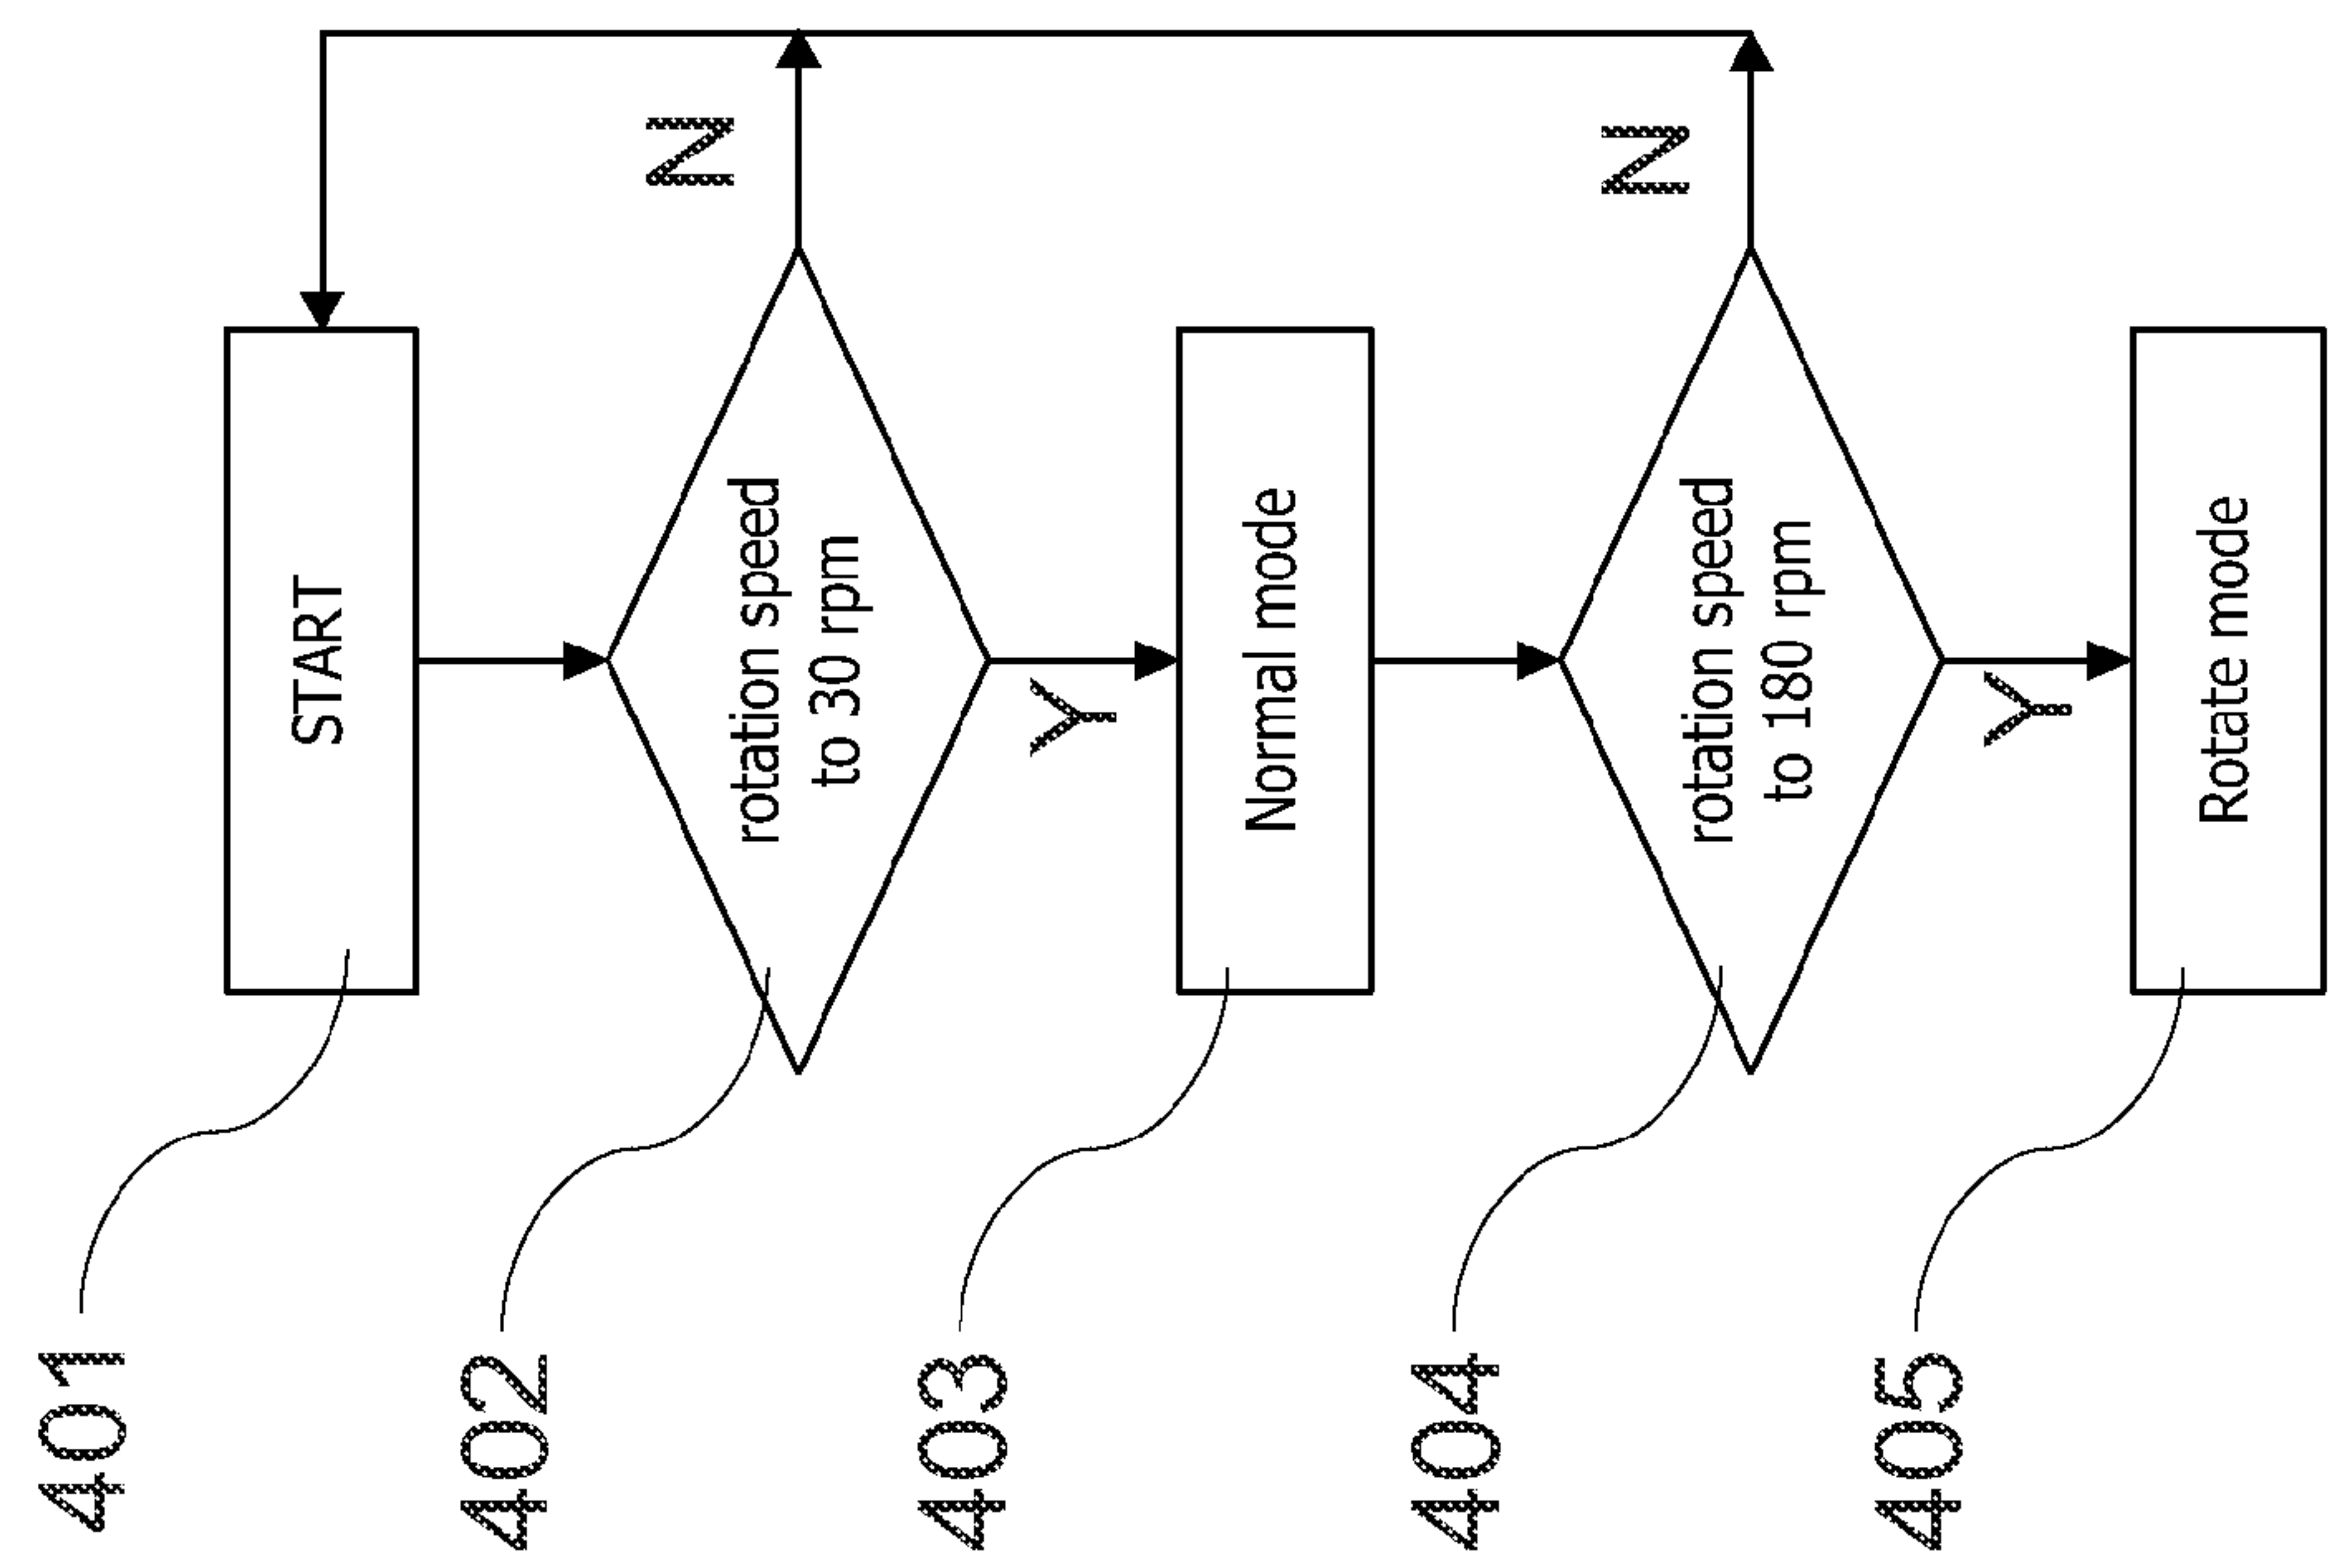 401
START
402
rotation speed
to 30 rpm
N
Y
403
Normal mode
404
rotation speed
to 180 rpm
N
Y
405
Rotate mode